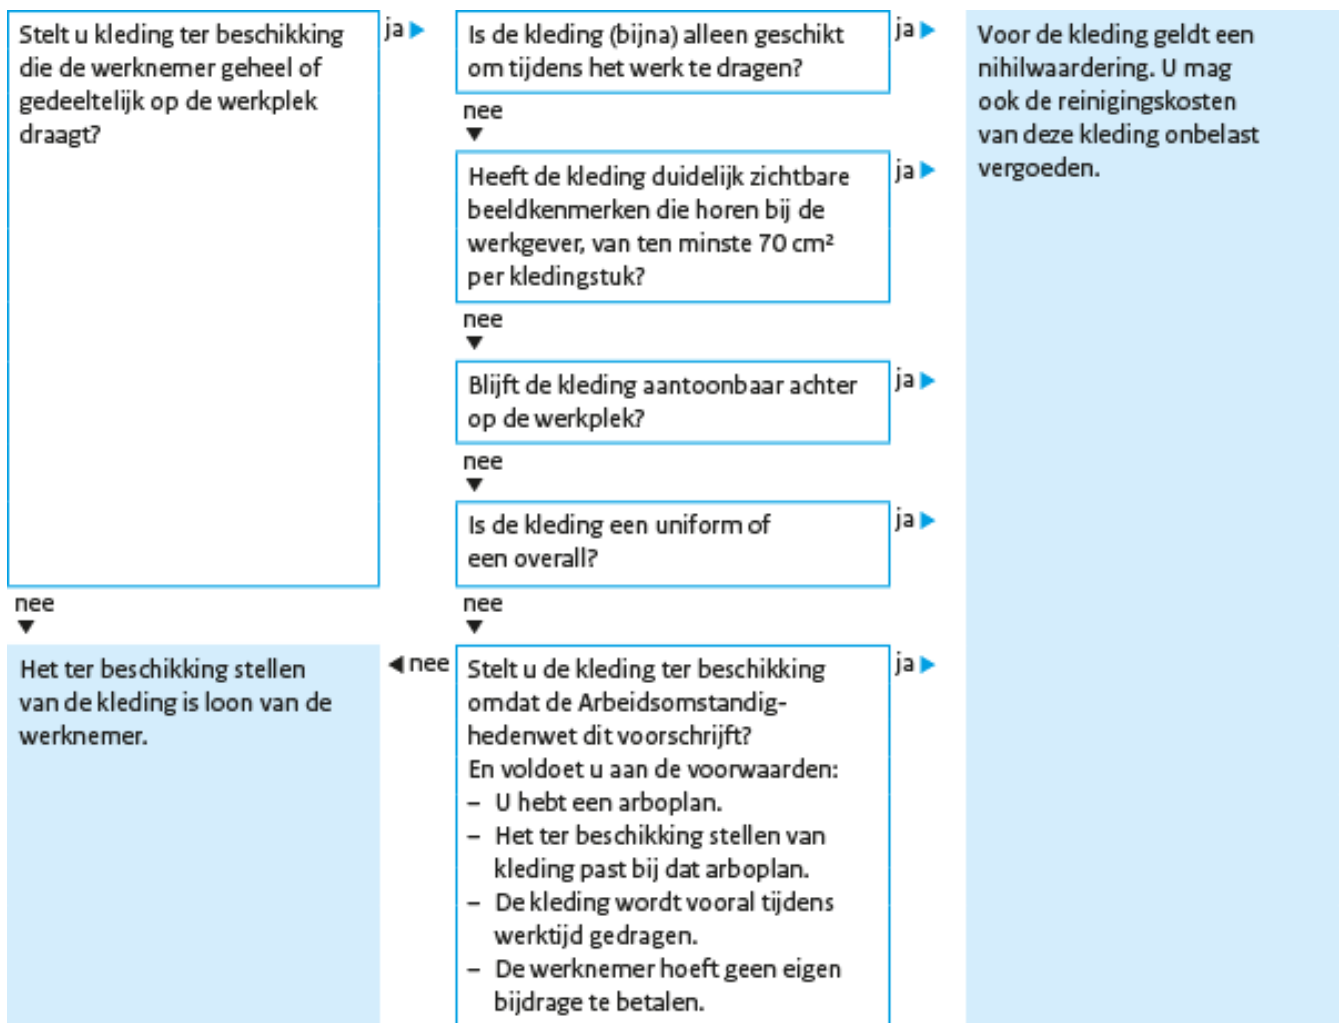 Stelt u kleding ter beschikking
die de werknemer geheel of
gedeeltelijk op de werkplek
draagt?
ja ▶
Is de kleding (bijna) alleen geschikt
om tijdens het werk te dragen?
ja ▶
Voor de kleding geldt een
nihilwaardering. U mag
ook de reinigingskosten
van deze kleding onbelast
vergoeden.
nee
▼
Heeft de kleding duidelijk zichtbare
beeldkenmerken die horen bij de
werkgever, van ten minste 70 cm²
per kledingstuk?
ja ▶
nee
▼
Blijft de kleding aantoonbaar achter
op de werkplek?
ja ▶
nee
▼
Is de kleding een uniform of
een overall?
ja ▶
nee
▼
nee
▼
Het ter beschikking stellen
van de kleding is loon van de
werknemer.
◀ nee
Stelt u de kleding ter beschikking
omdat de Arbeidsomstandig-
hedenwet dit voorschrijft?
En voldoet u aan de voorwaarden:
– U hebt een arboplan.
– Het ter beschikking stellen van
kleding past bij dat arboplan.
– De kleding wordt vooral tijdens
werktijd gedragen.
– De werknemer hoeft geen eigen
bijdrage te betalen.
ja ▶